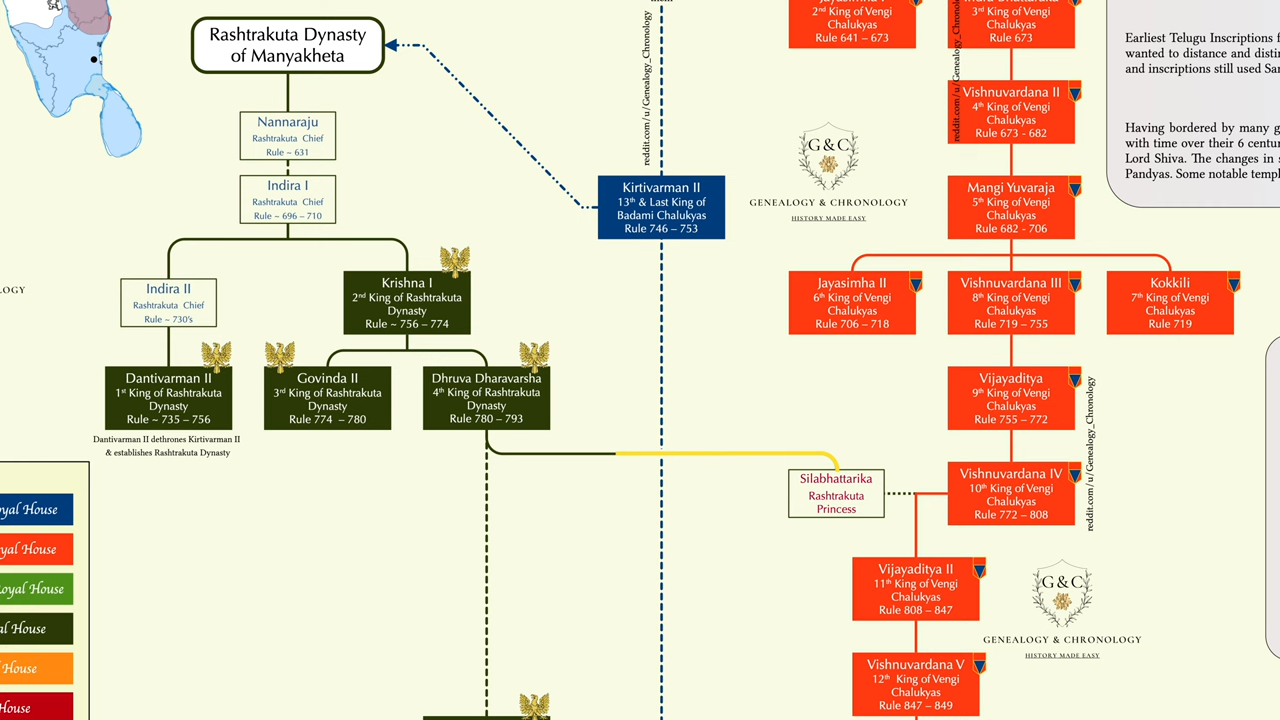 Rashtrakuta Dynasty
of Manyakheta
Nannaraju
Rashtrakuta Chief
Rule ~ 631
Indira I
Rashtrakuta Chief
Rule ~ 696 – 710
Indira II
Rashtrakuta Chief
Rule ~ 730's
Krishna I
2nd King of Rashtrakuta
Dynasty
Rule ~ 756 – 774
Dantivarman II
1st King of Rashtrakuta
Dynasty
Rule ~ 735 – 756
Dantivarman II dethrones Kirtivarman II
& establishes Rashtrakuta Dynasty
Govinda II
3rd King of Rashtrakuta
Dynasty
Rule 774 – 780
Dhruva Dharavarsha
4th King of Rashtrakuta
Dynasty
Rule 780 – 793
reddit.com/u/Genealogy_Chronology
Kirtivarman II
13th & Last King of
Badami Chalukyas
Rule 746 – 753
2nd King of Vengi
Chalukyas
Rule 641 – 673
3rd King of Vengi
Chalukyas
Rule 673
reddit.com/u/Genealogy_Chronolo
Vishnuvardana II
4th King of Vengi
Chalukyas
Rule 673 - 682
G&C
GENEALOGY & CHRONOLOGY
HISTORY MADE EASY
Mangi Yuvaraja
5th King of Vengi
Chalukyas
Rule 682 - 706
Jayasimha II
6th King of Vengi
Chalukyas
Rule 706 – 718
Vishnuvardana III
8th King of Vengi
Chalukyas
Rule 719 – 755
Kokkili
7th King of Vengi
Chalukyas
Rule 719
Vijayaditya
9th King of Vengi
Chalukyas
Rule 755 – 772
reddit.com/u/Genealogy_Chronology
Silabhattarika
Rashtrakuta
Princess
Vishnuvardana IV
10th King of Vengi
Chalukyas
Rule 772 – 808
Vijayaditya II
11th King of Vengi
Chalukyas
Rule 808 – 847
G&C
GENEALOGY & CHRONOLOGY
HISTORY MADE EASY
Vishnuvardana V
12th King of Vengi
Chalukyas
Rule 847 – 849
Earliest Telugu Inscriptions
wanted to distance and
and inscriptions still used
Having bordered by many
with time over their 6
Lord Shiva. The changes in
Pandyas. Some notable
LOGY
oyal House
yal House
Royal House
al House
House
House